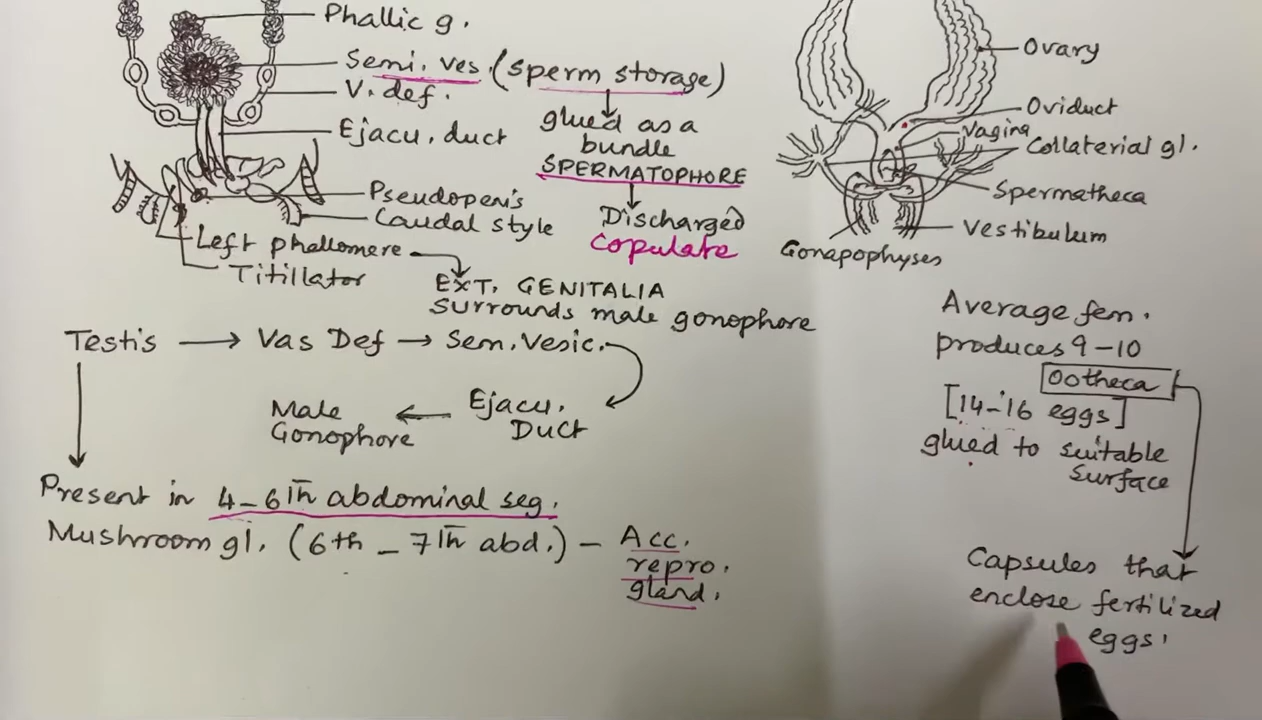 Phallic g.
Semi. ves. (sperm storage)
V. def.
Ejacu. duct
glued as a
bundle
SPERMATOPHORE
Discharged
copulate
Pseudopenis
Caudal style
Left phallomere
Titillator
EXT. GENITALIA
surrounds male gonophore
Testis → Vas Def → Sem. Vesic.
Ejacu.
Duct
Male
Gonophore
Present in 4-6th abdominal seg.
Mushroom gl. (6th - 7th abd.) - Acc.
repro.
gland.
Ovary
Oviduct
Vagina
Collaterial gl.
Spermatheca
Vestibulum
Gonapophyses
Average fem.
produces 9-10
Ootheca
[14-16 eggs]
glued to suitable
surface
Capsules that
enclose fertilized
eggs.